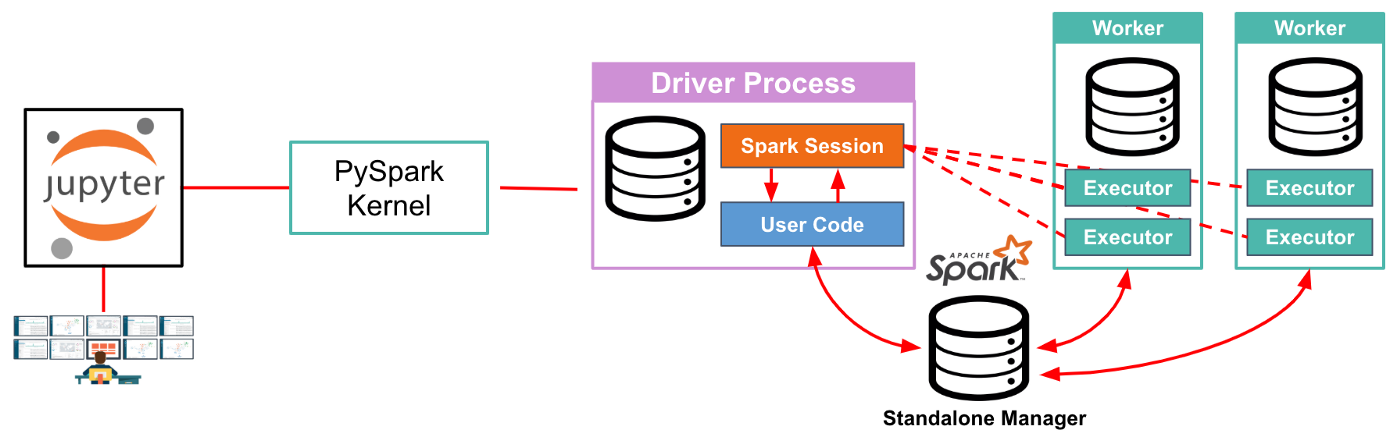 jupyter
PySpark
Kernel
Driver Process
Spark Session
User Code
Worker
Executor
Executor
Worker
Executor
Executor
APACHE
Spark
Standalone Manager